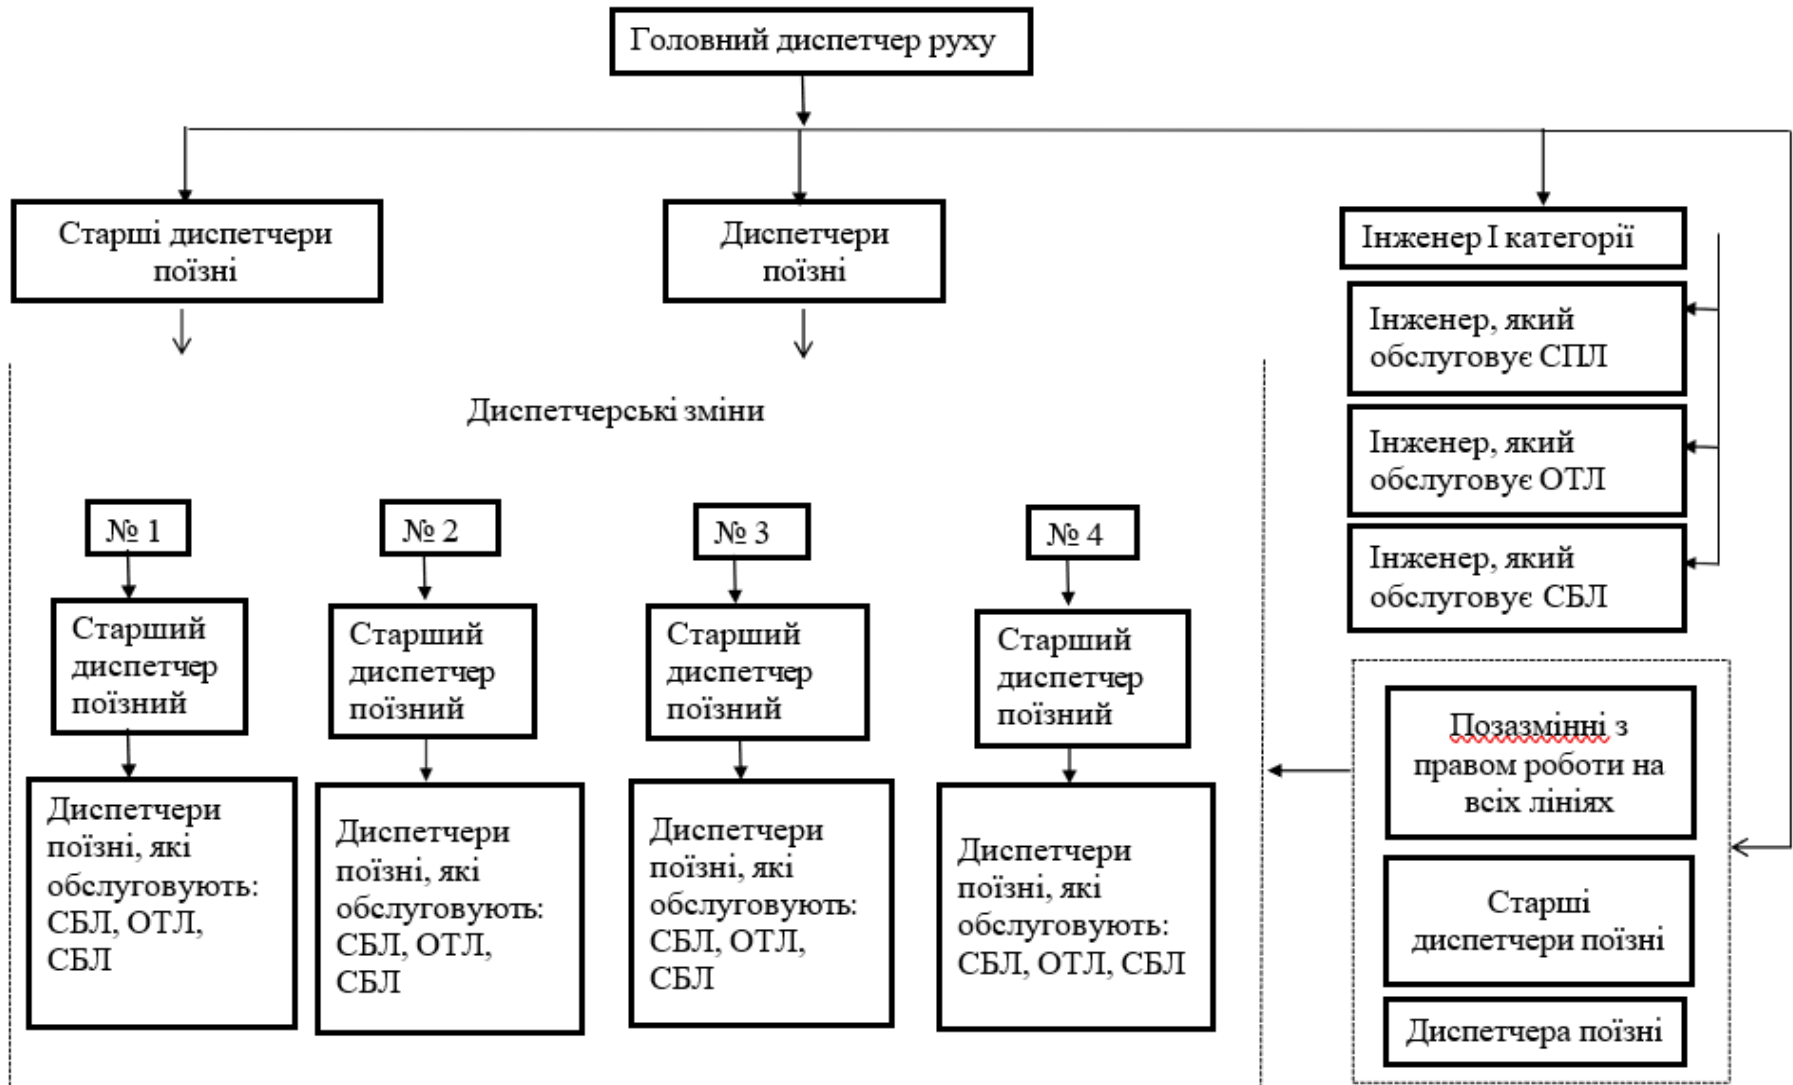 Головний диспетчер руху
Старші диспетчери
поїзні
Диспетчери
поїзні
Інженер І категорії
Інженер, який
обслуговує СПЛ
Інженер, який
обслуговує ОТЛ
Інженер, який
обслуговує СБЛ
Диспетчерські зміни
№ 1
№ 2
№ 3
№ 4
Старший
диспетчер
поїзний
Старший
диспетчер
поїзний
Старший
диспетчер
поїзний
Старший
диспетчер
поїзний
Диспетчери
поїзні, які
обслуговують:
СБЛ, ОТЛ,
СБЛ
Диспетчери
поїзні, які
обслуговують:
СБЛ, ОТЛ,
СБЛ
Диспетчери
поїзні, які
обслуговують:
СБЛ, ОТЛ,
СБЛ
Диспетчери
поїзні, які
обслуговують:
СБЛ, ОТЛ, СБЛ
Позазмінні з
правом роботи на
всіх лініях
Старші
диспетчери поїзні
Диспетчера поїзні